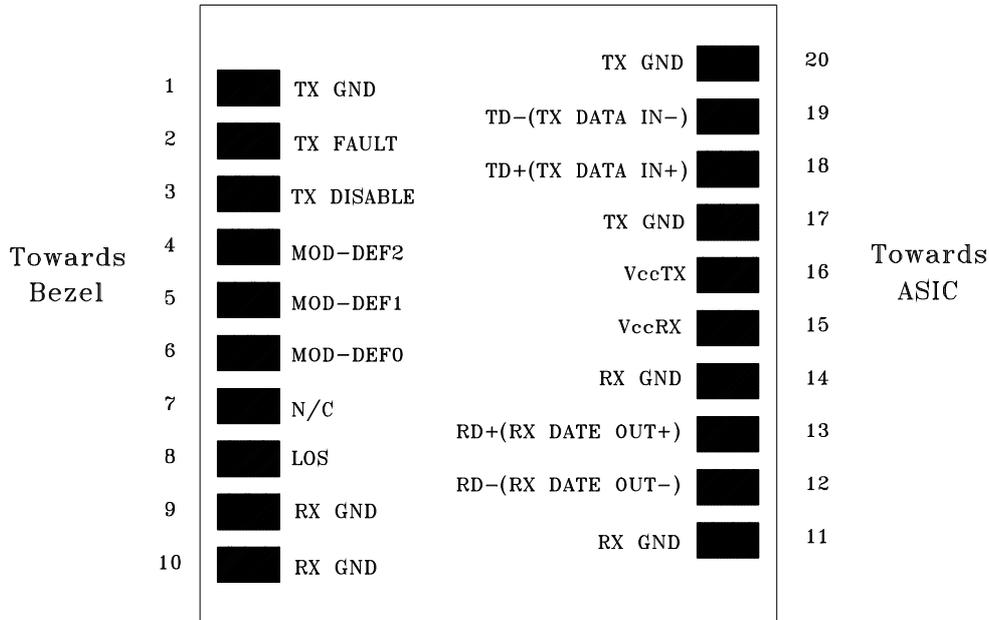 Towards
Bezel
1 TX GND
2 TX FAULT
3 TX DISABLE
4 MOD-DEF2
5 MOD-DEF1
6 MOD-DEF0
7 N/C
8 LOS
9 RX GND
10 RX GND
TX GND 20
TD-(TX DATA IN-) 19
TD+(TX DATA IN+) 18
TX GND 17
VccTX 16
VccRX 15
RX GND 14
RD+(RX DATE OUT+) 13
RD-(RX DATE OUT-) 12
RX GND 11
Towards
ASIC